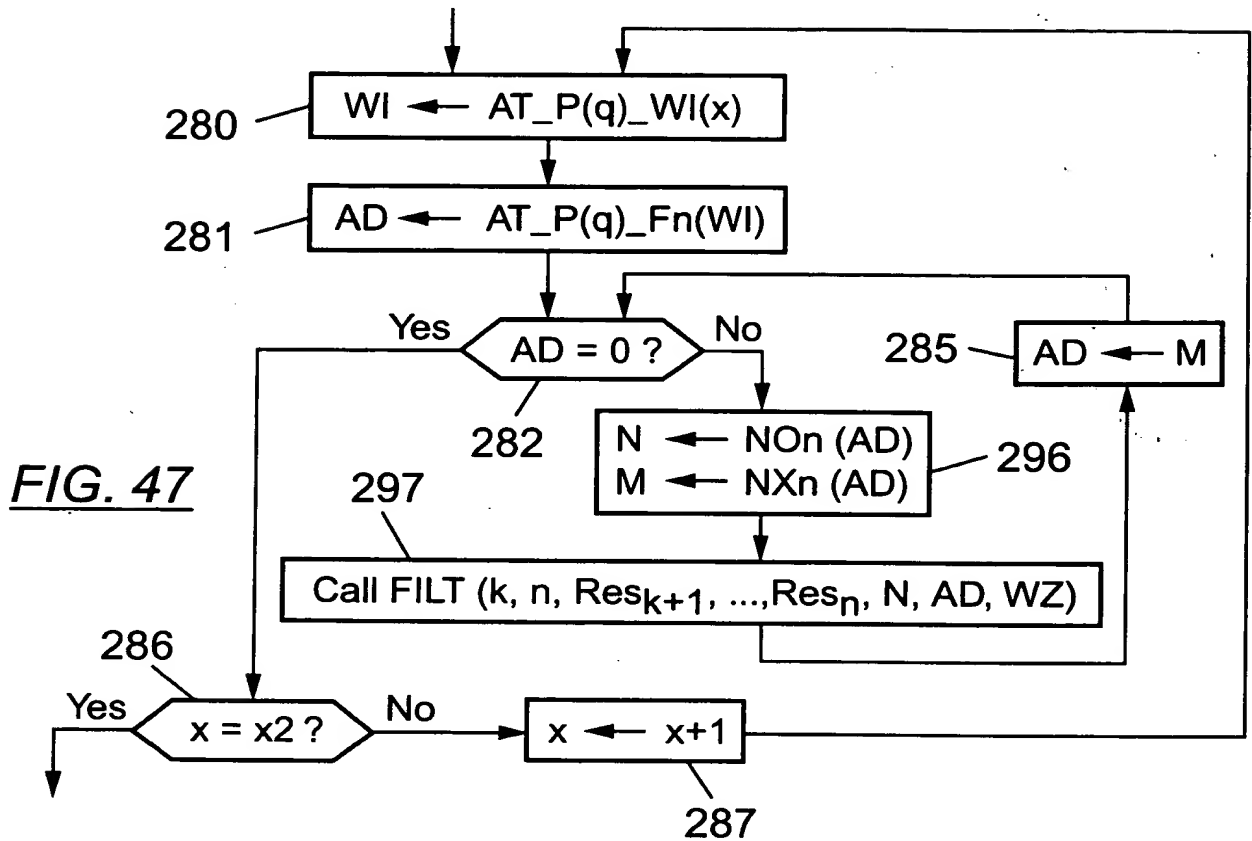 280
WI ← AT_P(q)_WI(x)
281
AD ← AT_P(q)_Fn(WI)
Yes
AD = 0 ?
No
282
285
AD ← M
N ← NOn (AD)
M ← NXn (AD)
296
FIG. 47
297
Call FILT (k, n, Resk+1, ...,Resn, N, AD, WZ)
286
Yes
x = x2 ?
No
x ← x+1
287